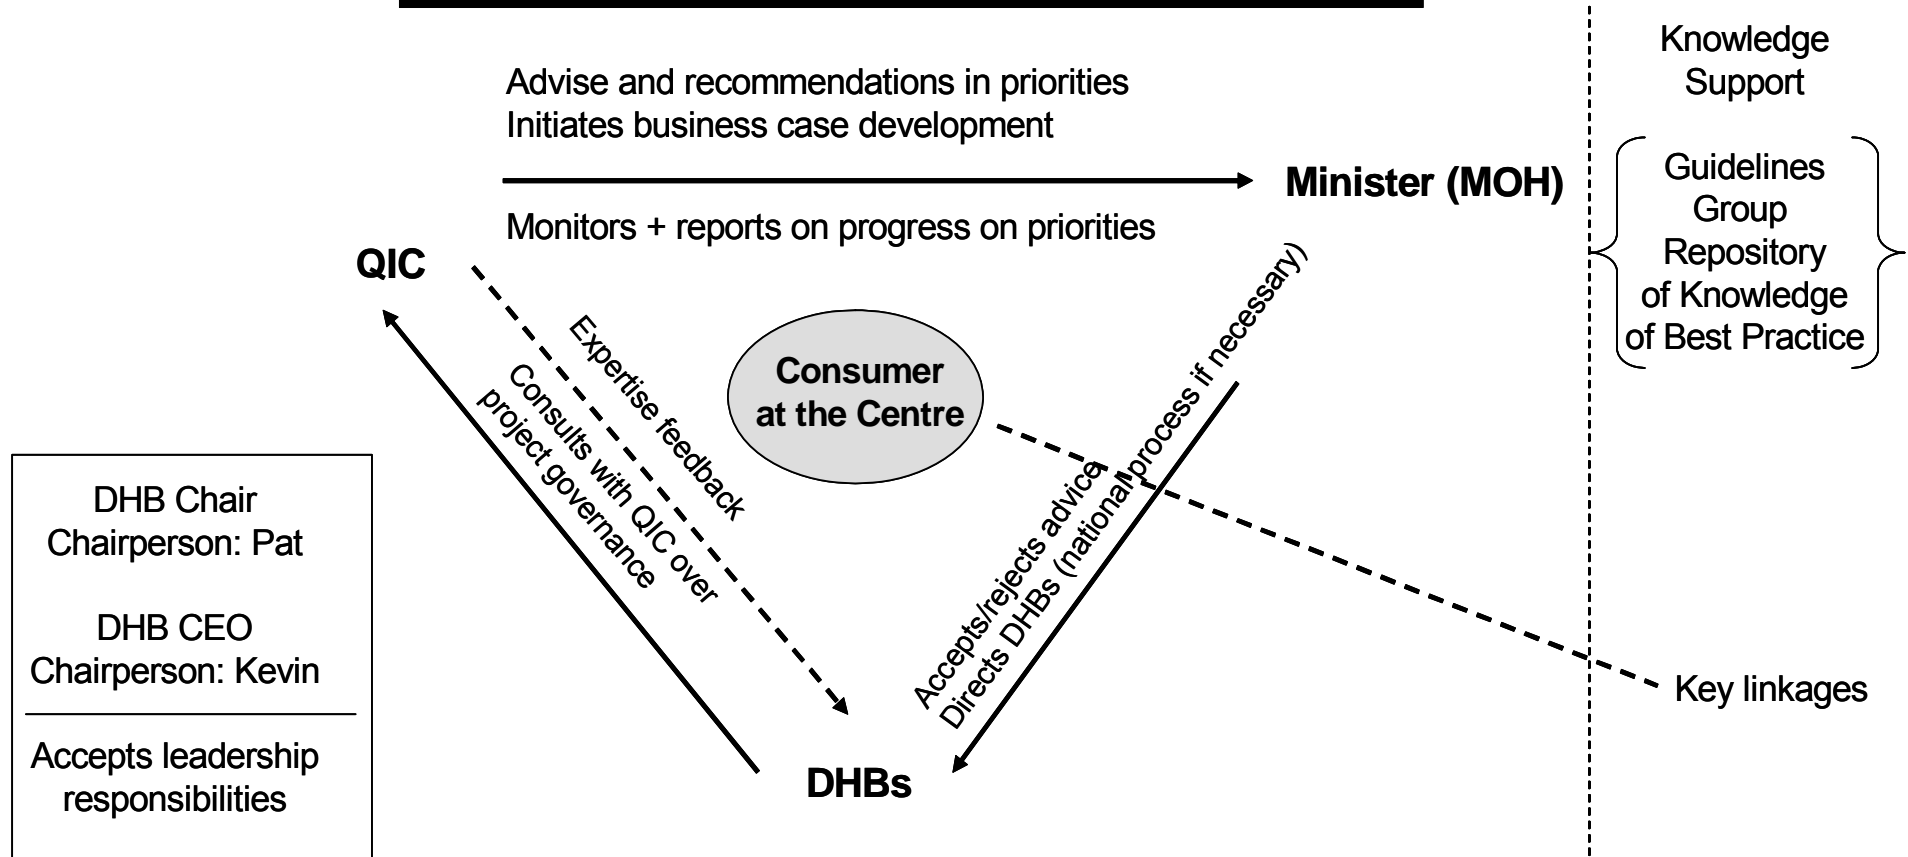 Advise and recommendations in priorities
Initiates business case development
Minister (MOH)
Monitors + reports on progress on priorities
QIC
Expertise feedback
Consults with QIC over
project governance
Consumer
at the Centre
Accepts/rejects advice
Directs DHBs (national process if necessary)
DHBs
DHB Chair
Chairperson: Pat
DHB CEO
Chairperson: Kevin
Accepts leadership
responsibilities
Knowledge
Support
Guidelines
Group
Repository
of Knowledge
of Best Practice
Key linkages